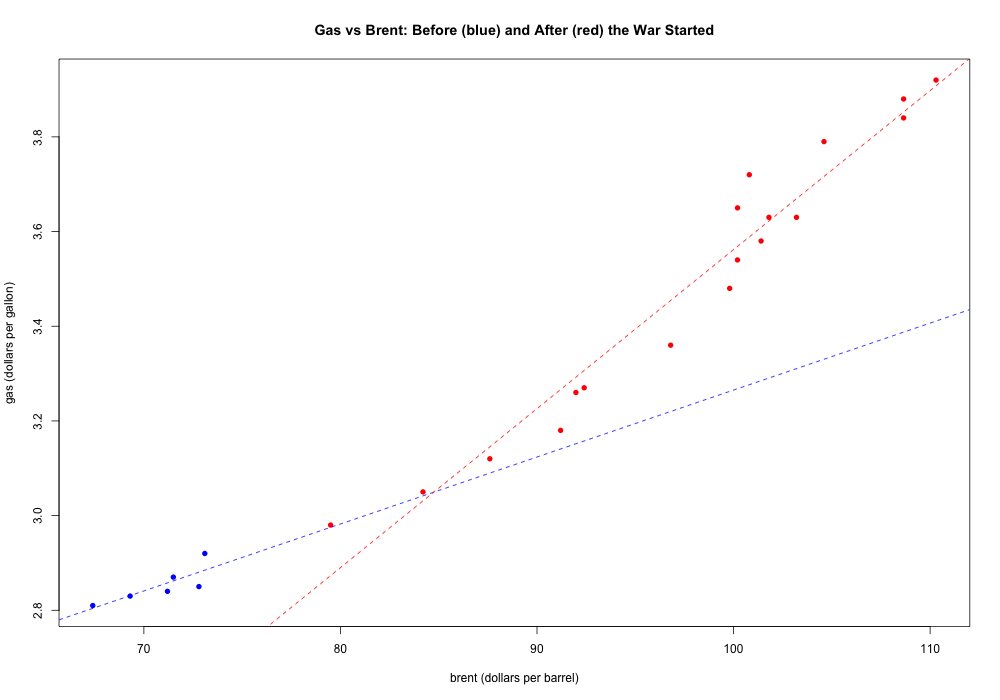 Gas vs Brent: Before (blue) and After (red) the War Started
gas (dollars per gallon)
3.8
3.6
3.4
3.2
3.0
2.8
70 80 90 100 110
brent (dollars per barrel)